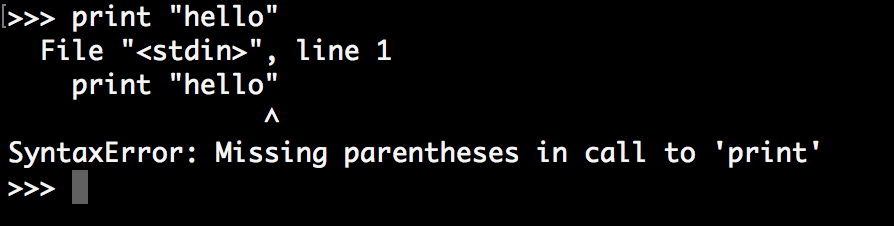 >>> print "hello"
  File "<stdin>", line 1
    print "hello"
                ^
SyntaxError: Missing parentheses in call to 'print'
>>>